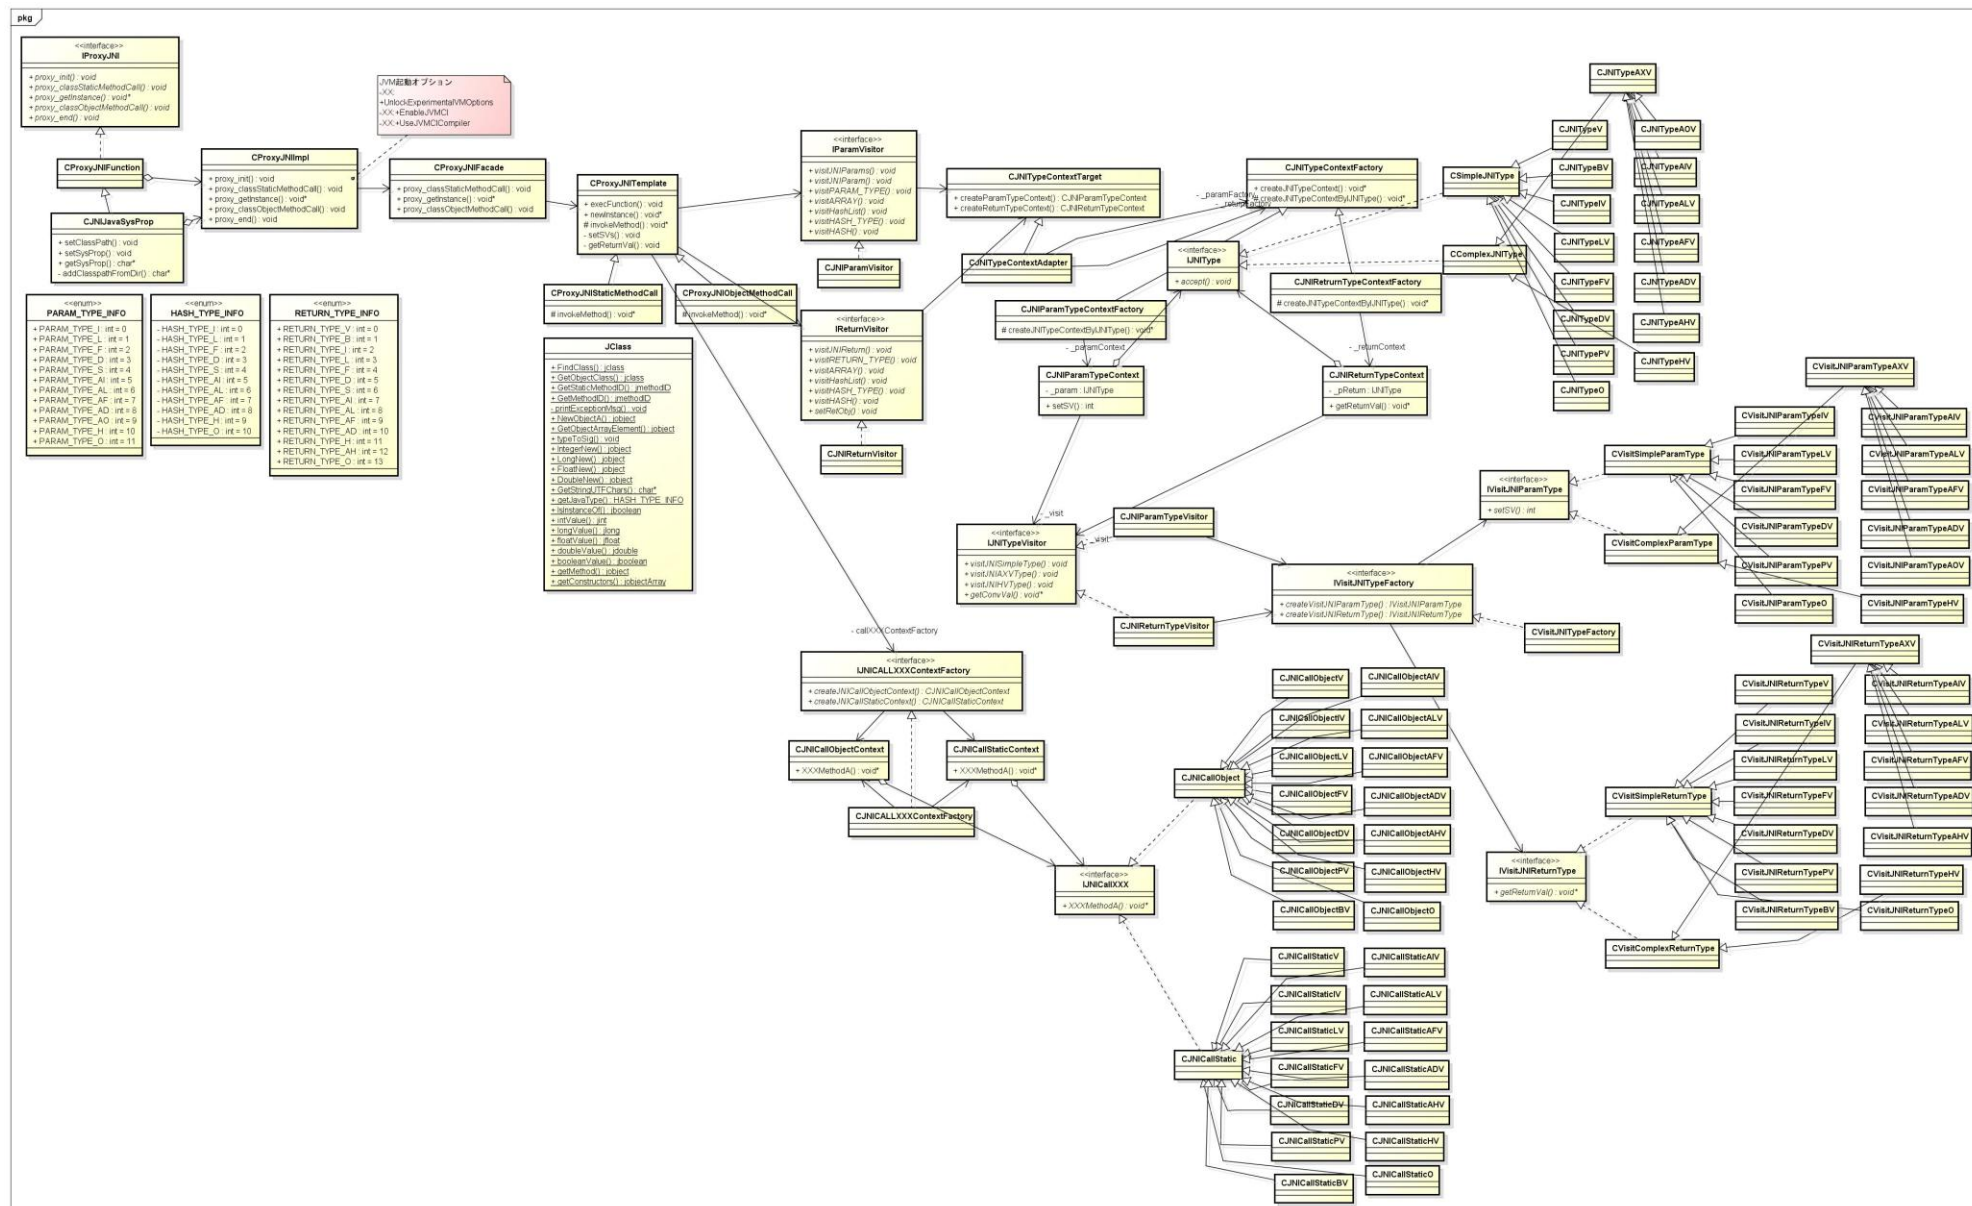 pkg
<<interface>>
IProxyJNI
+ proxy_init() : void
+ proxy_classStaticMethodCall() : void
+ proxy_getInstance() : void*
+ proxy_classObjectMethodCall() : void
+ proxy_end() : void
JVM起動オプション
-XX:
+UnlockExperimentalVMOptions
-XX:+EnableJVMCI
-XX:+UseJVMCICompiler
CProxyJNIFunction
CProxyJNIImpl
+ proxy_init() : void
+ proxy_classStaticMethodCall() : void
+ proxy_getInstance() : void*
+ proxy_classObjectMethodCall() : void
+ proxy_end() : void
CProxyJNIFacade
+ proxy_classStaticMethodCall() : void
+ proxy_getInstance() : void*
+ proxy_classObjectMethodCall() : void
CJNIJavaSysProp
+ setClassPath() : void
+ setSysProp() : void
+ getSysProp() : char*
- addClasspathFromDir() : char*
CProxyJNITemplate
+ execFunction() : void
+ newInstance() : void*
# invokeMethod() : void*
- setSVs() : void
- getReturnVal() : void
CProxyJNIStaticMethodCall
# invokeMethod() : void*
CProxyJNIObjectMethodCall
# invokeMethod() : void*
<<enum>>
PARAM_TYPE_INFO
+ PARAM_TYPE_I : int = 0
+ PARAM_TYPE_L : int = 1
+ PARAM_TYPE_F : int = 2
+ PARAM_TYPE_D : int = 3
+ PARAM_TYPE_S : int = 4
+ PARAM_TYPE_AI : int = 5
+ PARAM_TYPE_AL : int = 6
+ PARAM_TYPE_AF : int = 7
+ PARAM_TYPE_AD : int = 8
+ PARAM_TYPE_AO : int = 9
+ PARAM_TYPE_H : int = 10
+ PARAM_TYPE_O : int = 11
<<enum>>
HASH_TYPE_INFO
- HASH_TYPE_I : int = 0
- HASH_TYPE_L : int = 1
- HASH_TYPE_F : int = 2
- HASH_TYPE_D : int = 3
- HASH_TYPE_S : int = 4
- HASH_TYPE_AI : int = 5
- HASH_TYPE_AL : int = 6
- HASH_TYPE_AF : int = 7
- HASH_TYPE_AD : int = 8
- HASH_TYPE_H : int = 9
- HASH_TYPE_O : int = 10
<<enum>>
RETURN_TYPE_INFO
+ RETURN_TYPE_V : int = 0
+ RETURN_TYPE_B : int = 1
+ RETURN_TYPE_I : int = 2
+ RETURN_TYPE_L : int = 3
+ RETURN_TYPE_F : int = 4
+ RETURN_TYPE_D : int = 5
+ RETURN_TYPE_S : int = 6
+ RETURN_TYPE_AI : int = 7
+ RETURN_TYPE_AL : int = 8
+ RETURN_TYPE_AF : int = 9
+ RETURN_TYPE_AD : int = 10
+ RETURN_TYPE_H : int = 11
+ RETURN_TYPE_AH : int = 12
+ RETURN_TYPE_O : int = 13
JClass
+ FindClass() : jclass
+ GetObjectClass() : jclass
+ GetStaticMethodID() : jmethodID
+ GetMethodID() : jmethodID
- printExceptionMsg() : void
+ NewObjectA() : jobject
+ GetObjectArrayElement() : jobject
+ typeToSig() : void
+ IntegerNew() : jobject
+ LongNew() : jobject
+ FloatNew() : jobject
+ DoubleNew() : jobject
+ GetStringUTFChars() : char*
+ getJavaType() : HASH_TYPE_INFO
+ IsInstanceOf() : jboolean
+ intValue() : jint
+ longValue() : jlong
+ floatValue() : jfloat
+ doubleValue() : jdouble
+ booleanValue() : jboolean
+ getMethod() : jobject
+ getConstructors() : jobjectArray
<<interface>>
IParamVisitor
+ visitJNIParams() : void
+ visitJNIParam() : void
+ visitPARAM_TYPE() : void
+ visitARRAY() : void
+ visitHashList() : void
+ visitHASH_TYPE() : void
+ visitHASH() : void
CJNIParamVisitor
<<interface>>
IReturnVisitor
+ visitJNIReturn() : void
+ visitRETURN_TYPE() : void
+ visitARRAY() : void
+ visitHashList() : void
+ visitHASH_TYPE() : void
+ visitHASH() : void
+ setRetObj() : void
CJNIReturnVisitor
CJNITypeContextTarget
+ createParamTypeContext() : CJNIParamTypeContext
+ createReturnTypeContext() : CJNIReturnTypeContext
CJNITypeContextAdapter
- _paramFactory
- _returnFactory
CJNITypeContextFactory
+ createJNITypeContext() : void*
# createJNITypeContextByIJNIType() : void*
<<interface>>
IJNIType
+ accept() : void
CJNIParamTypeContextFactory
# createJNITypeContextByIJNIType() : void*
CJNIRetrurnTypeContextFactory
# createJNITypeContextByIJNIType() : void*
- _paramContext
- _returnContext
CJNIParamTypeContext
- _param : IJNIType
+ setSV() : int
CJNIReturnTypeContext
- _pReturn : IJNIType
+ getReturnVal() : void*
CSimpleJNIType
CComplexJNIType
CJNITypeAXV
CJNITypeV
CJNITypeAOV
CJNITypeBV
CJNITypeAIV
CJNITypeIV
CJNITypeALV
CJNITypeLV
CJNITypeAFV
CJNITypeFV
CJNITypeADV
CJNITypeDV
CJNITypeAHV
CJNITypePV
CJNITypeHV
CJNITypeO
- _visit
- _visit
<<interface>>
IJNITypeVisitor
+ visitJNISimpleType() : void
+ visitJNIAXVType() : void
+ visitJNIHVType() : void
+ getConvVal() : void*
CJNIParamTypeVisitor
CJNIReturnTypeVisitor
<<interface>>
IVisitJNITypeFactory
+ createVisitJNIParamType() : IVisitJNIParamType
+ createVisitJNIReturnType() : IVisitJNIReturnType
CVisitJNITypeFactory
<<interface>>
IVisitJNIParamType
+ setSV() : int
CVisitSimpleParamType
CVisitComplexParamType
CVisitJNIParamTypeAXV
CVisitJNIParamTypeIV
CVisitJNIParamTypeAIV
CVisitJNIParamTypeLV
CVisitJNIParamTypeALV
CVisitJNIParamTypeFV
CVisitJNIParamTypeAFV
CVisitJNIParamTypeDV
CVisitJNIParamTypeADV
CVisitJNIParamTypePV
CVisitJNIParamTypeAOV
CVisitJNIParamTypeO
CVisitJNIParamTypeHV
CVisitJNIReturnTypeAXV
CVisitJNIReturnTypeV
CVisitJNIReturnTypeAIV
CVisitJNIReturnTypeIV
CVisitJNIReturnTypeALV
CVisitJNIReturnTypeLV
CVisitJNIReturnTypeAFV
CVisitJNIReturnTypeFV
CVisitJNIReturnTypeADV
CVisitJNIReturnTypeDV
CVisitJNIReturnTypeAHV
CVisitJNIReturnTypePV
CVisitJNIReturnTypeHV
CVisitJNIReturnTypeBV
CVisitJNIReturnTypeO
CVisitSimpleReturnType
<<interface>>
IVisitJNIReturnType
+ getReturnVal() : void*
CVisitComplexReturnType
- callXXXContextFactory
<<interface>>
IJNICALLXXXContextFactory
+ createJNICallObjectContext() : CJNICallObjectContext
+ createJNICallStaticContext() : CJNICallStaticContext
CJNICallObjectContext
+ XXXMethodA() : void*
CJNICallStaticContext
+ XXXMethodA() : void*
CJNICALLXXXContextFactory
<<interface>>
IJNICallXXX
+ XXXMethodA() : void*
CJNICallObject
CJNICallObjectV
CJNICallObjectAIV
CJNICallObjectIV
CJNICallObjectALV
CJNICallObjectLV
CJNICallObjectAFV
CJNICallObjectFV
CJNICallObjectADV
CJNICallObjectDV
CJNICallObjectAHV
CJNICallObjectPV
CJNICallObjectHV
CJNICallObjectBV
CJNICallObjectO
CJNICallStatic
CJNICallStaticV
CJNICallStaticAIV
CJNICallStaticIV
CJNICallStaticALV
CJNICallStaticLV
CJNICallStaticAFV
CJNICallStaticFV
CJNICallStaticADV
CJNICallStaticDV
CJNICallStaticAHV
CJNICallStaticPV
CJNICallStaticHV
CJNICallStaticBV
CJNICallStaticO